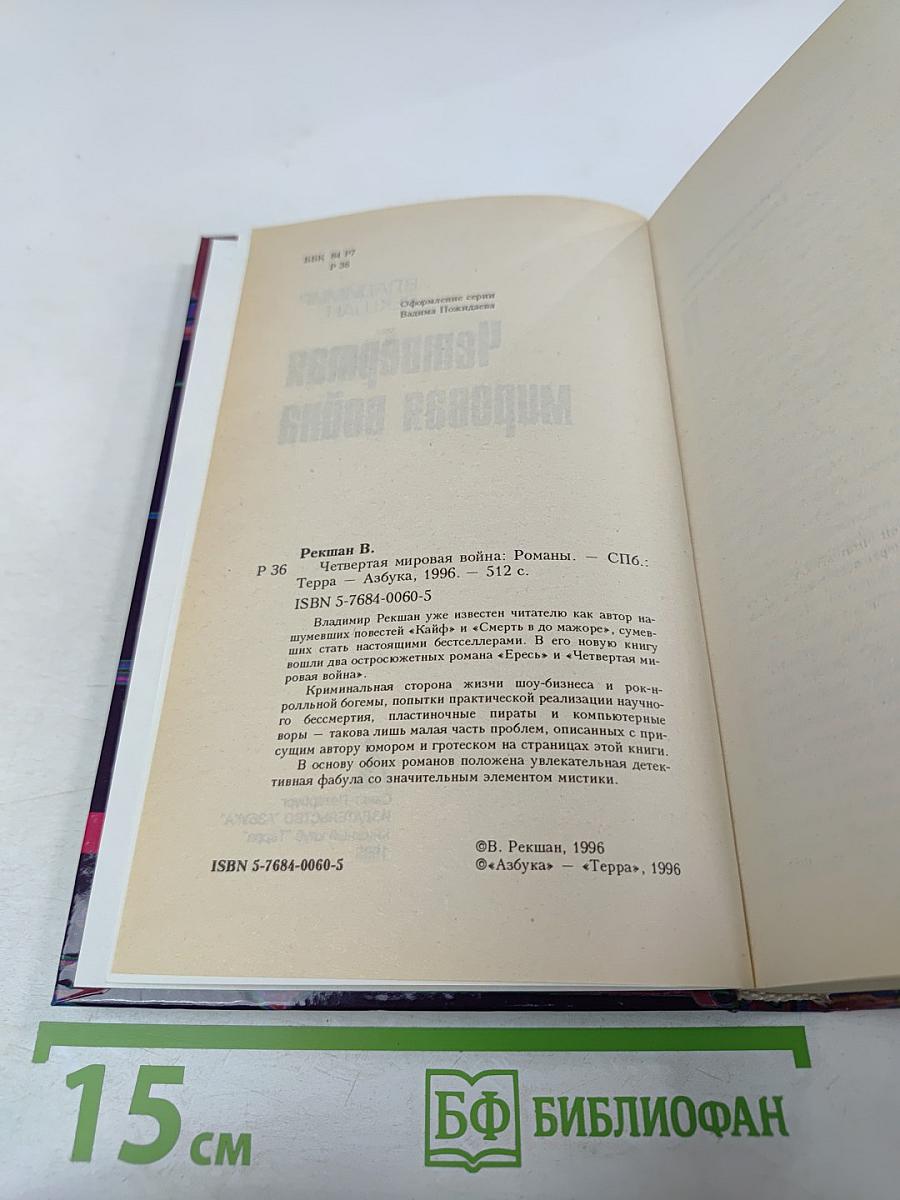 ББК 84 Р7
Р 36
Оформление серии
Вадима Пожидаева
Рекшан В.
Р 36 Четвертая мировая война: Романы. — СПб.:
Терра — Азбука, 1996. — 512 с.
ISBN 5-7684-0060-5
Владимир Рекшан уже известен читателю как автор на-
шумевших повестей «Кайф» и «Смерть в до мажоре», сумев-
ших стать настоящими бестселлерами. В его новую книгу
вошли два остросюжетных романа «Ересь» и «Четвертая ми-
ровая война».
Криминальная сторона жизчи шоу-бизнеса и рок-н-
ролльной богемы, попытки практической реализации научно-
го бессмертия, пластиночные пираты и компьютерные
воры — такова лишь малая часть проблем, описанных с при-
сущим автору юмором и гротеском на страницах этой книги.
В основу обоих романов положена увлекательная детек-
тивная фабула со значительным элементом мистики.
©В. Рекшан, 1996
ISBN 5-7684-0060-5 ©«Азбука» — «Терра», 1996
15 см
БФ БИБЛИОФАН